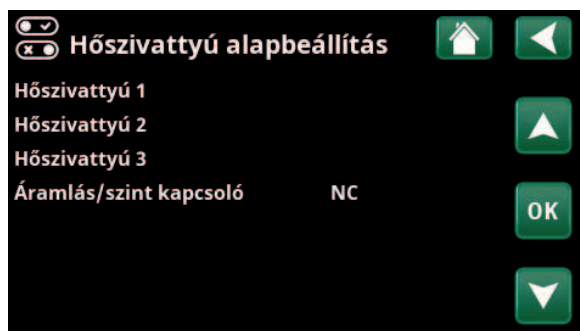 Hőszivattyú alapbeállítás
Hőszivattyú 1
Hőszivattyú 2
Hőszivattyú 3
Áramlás/szint kapcsoló NC
OK